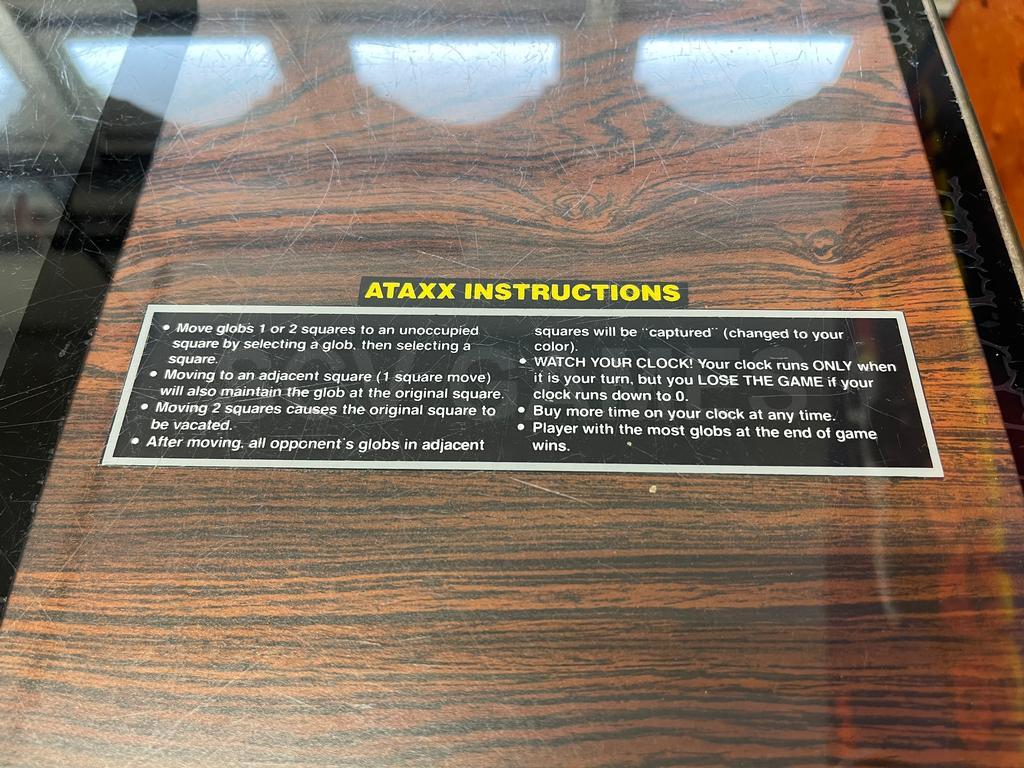 ATAXX INSTRUCTIONS
• Move globs 1 or 2 squares to an unoccupied
square by selecting a glob, then selecting a
square.
• Moving to an adjacent square (1 square move)
will also maintain the glob at the original square.
• Moving 2 squares causes the original square to
be vacated.
• After moving, all opponent's globs in adjacent
squares will be "captured" (changed to your
color).
• WATCH YOUR CLOCK! Your clock runs ONLY when
it is your turn, but you LOSE THE GAME if your
clock runs down to 0.
• Buy more time on your clock at any time.
• Player with the most globs at the end of game
wins.